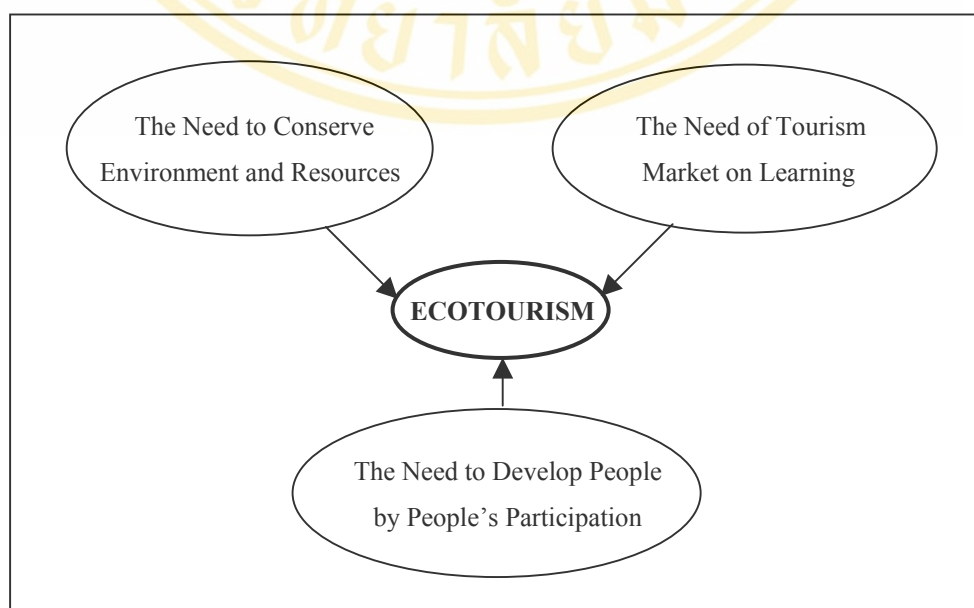 The Need to Conserve
Environment and Resources
The Need of Tourism
Market on Learning
ECOTOURISM
The Need to Develop People
by People's Participation